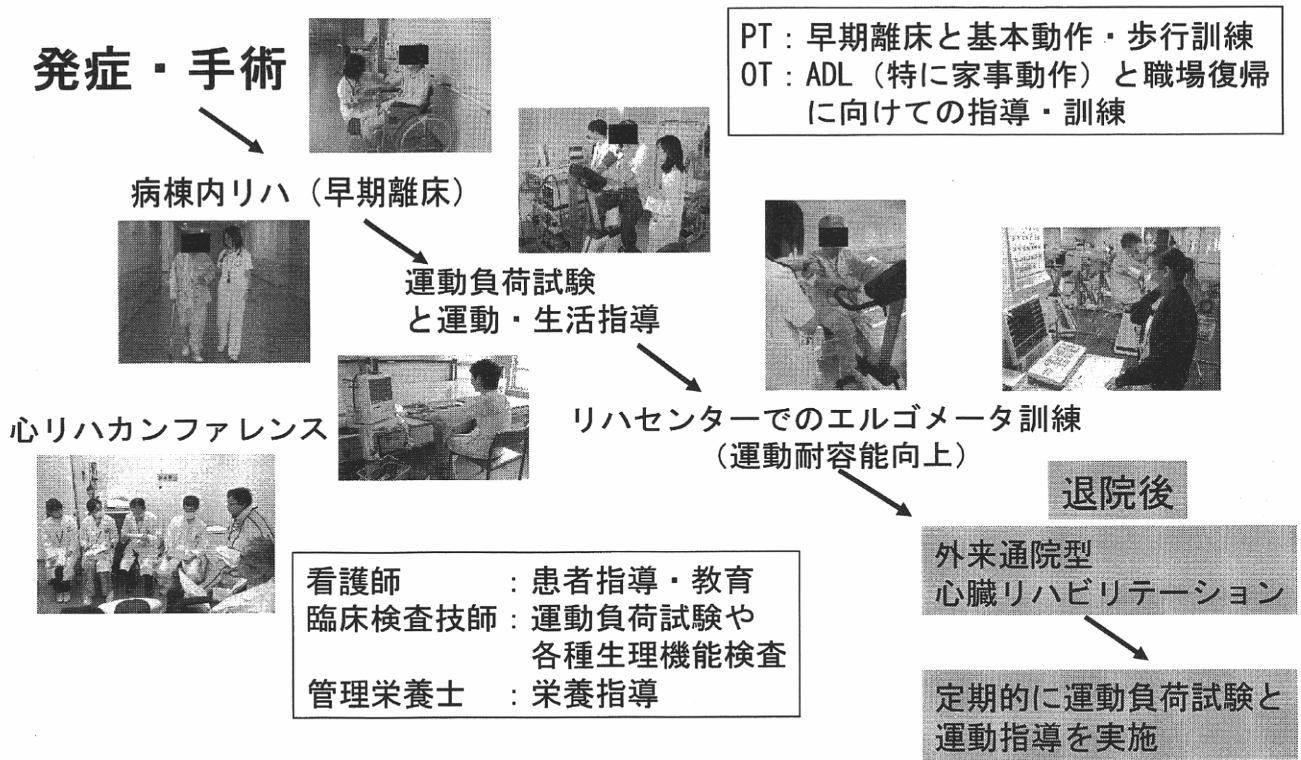 発症・手術
PT：早期離床と基本動作・歩行訓練
OT：ADL（特に家事動作）と職場復帰
に向けての指導・訓練
病棟内リハ（早期離床）
運動負荷試験
と運動・生活指導
心リハカンファレンス
リハセンターでのエルゴメータ訓練
（運動耐容能向上）
退院後
外来通院型
心臓リハビリテーション
看護師　　　　：患者指導・教育
臨床検査技師：運動負荷試験や
各種生理機能検査
管理栄養士　：栄養指導
定期的に運動負荷試験と
運動指導を実施